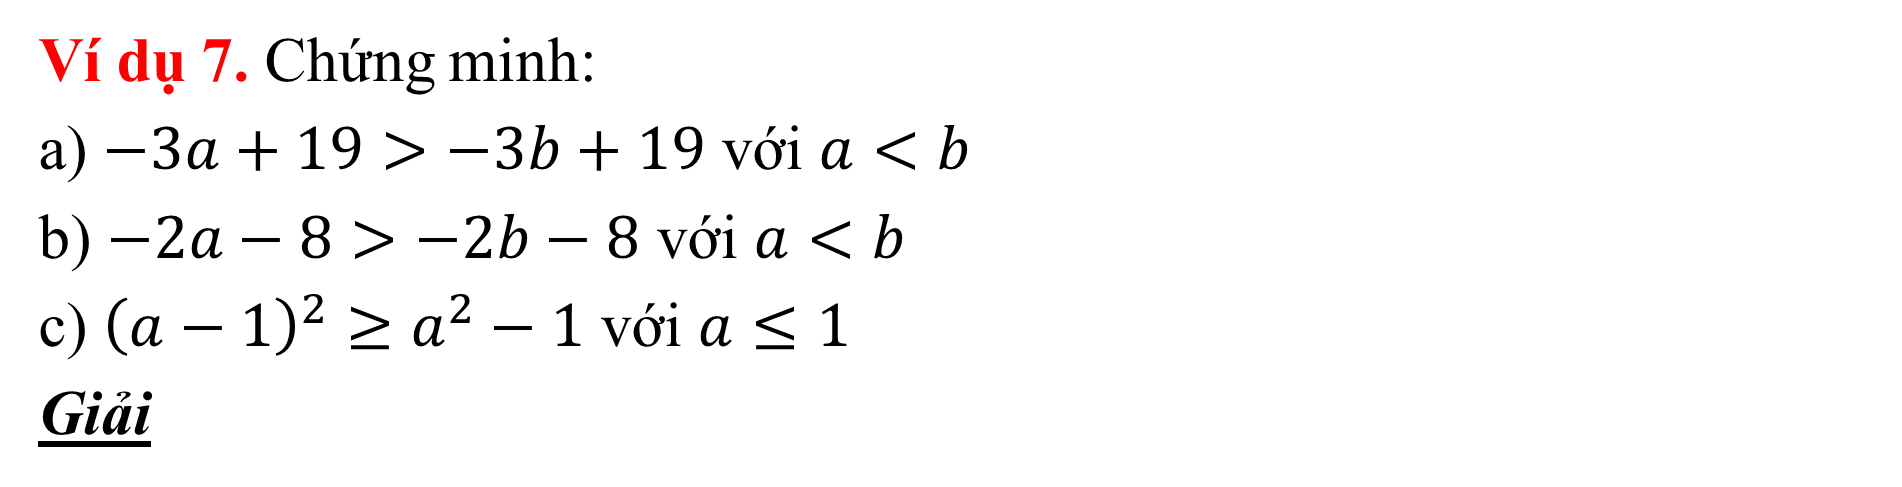 Ví dụ 7. Chứng minh:
a) −3a + 19 > −3b + 19 với a < b
b) −2a − 8 > −2b − 8 với a < b
c) (a − 1)² ≥ a² − 1 với a ≤ 1
Giải